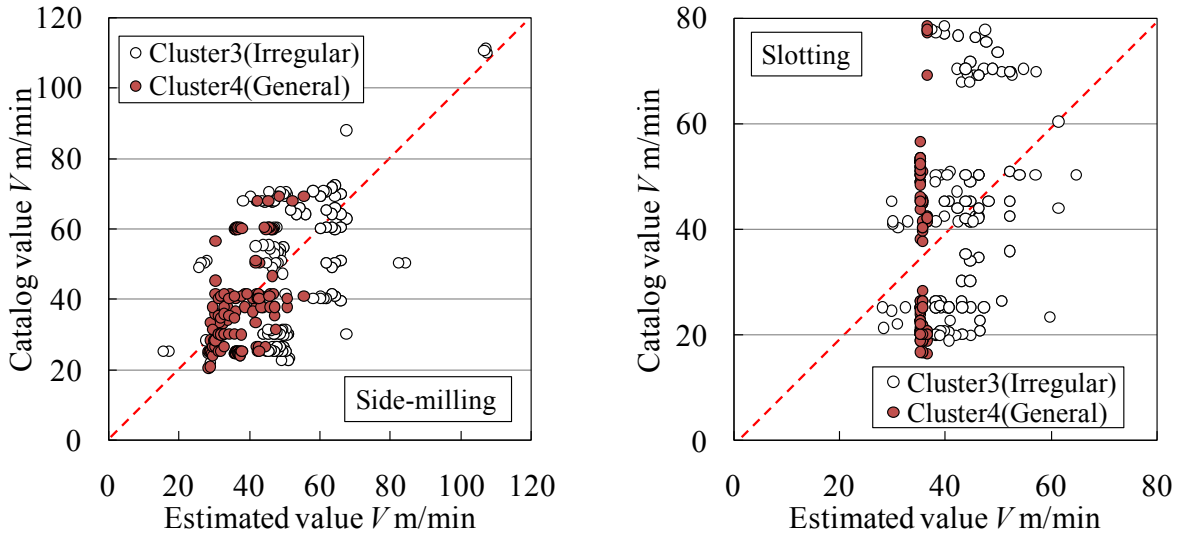 120
100
80
60
40
20
0
Catalog value V m/min
Cluster3(Irregular)
Cluster4(General)
Side-milling
0 20 40 60 80 100 120
Estimated value V m/min
80
60
40
20
0
Catalog value V m/min
Slotting
Cluster3(Irregular)
Cluster4(General)
0 20 40 60 80
Estimated value V m/min